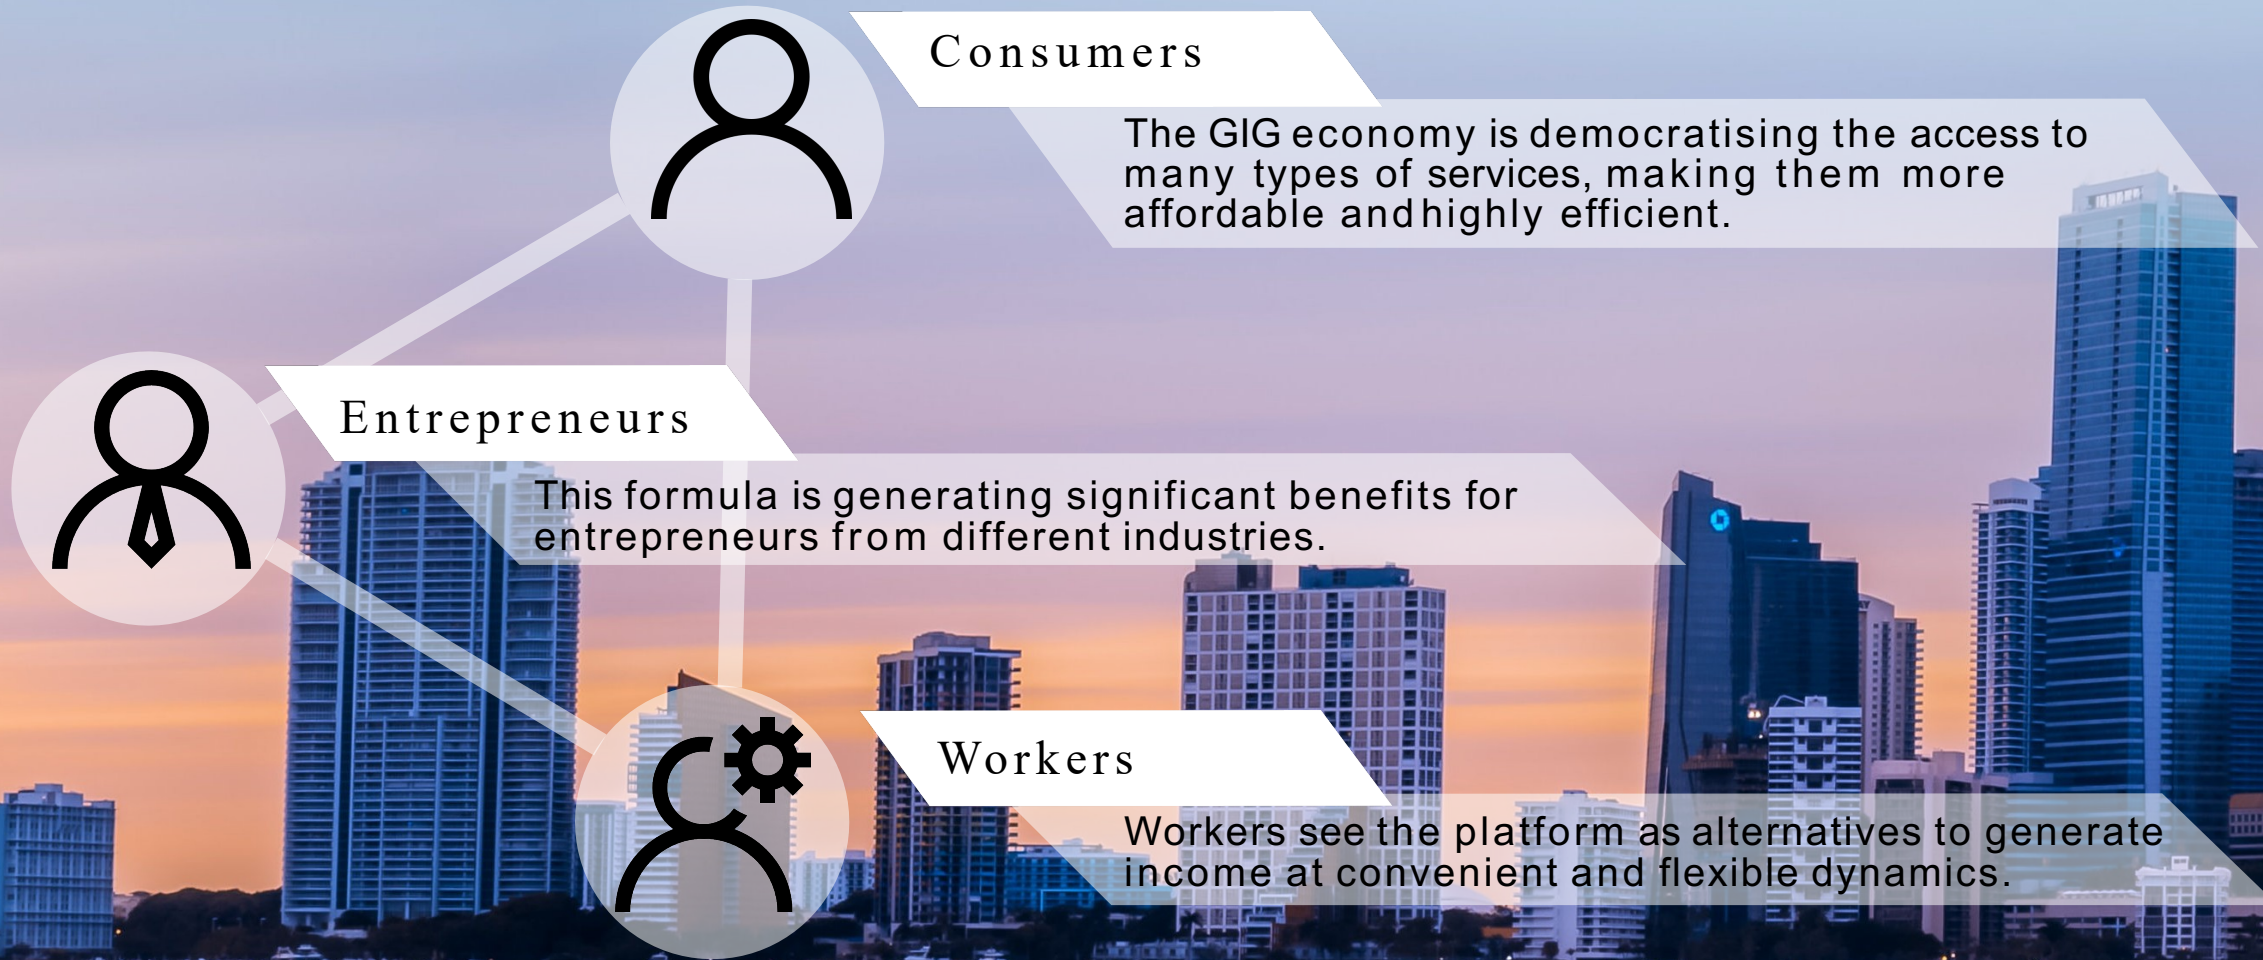 Consumers
The GIG economy is democratising the access to
many types of services, making them more
affordable and highly efficient.
Entrepreneurs
This formula is generating significant benefits for
entrepreneurs from different industries.
Workers
Workers see the platform as alternatives to generate
income at convenient and flexible dynamics.